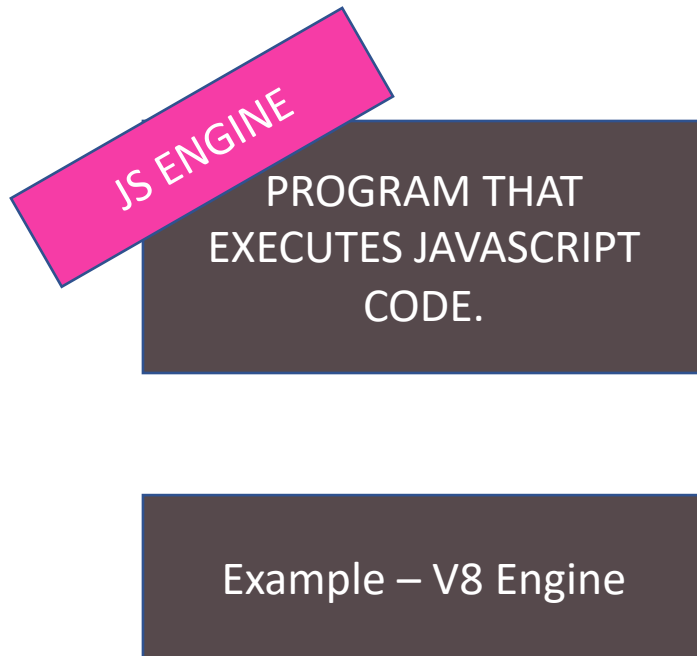 JS ENGINE
PROGRAM THAT
EXECUTES JAVASCRIPT
CODE.
Example – V8 Engine